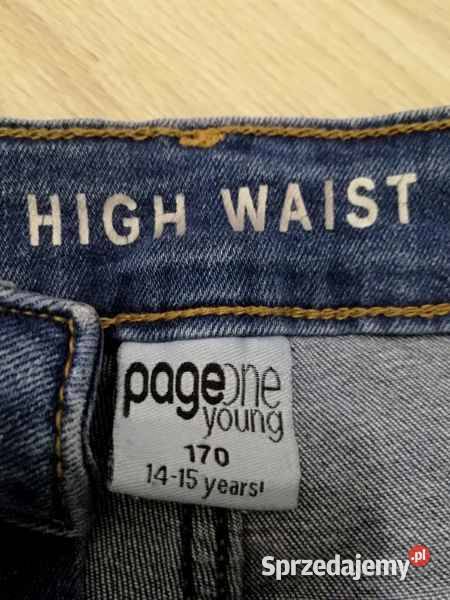 HIGH WAIST
pageone
young
170
14-15 years
Sprzedajemy.pl